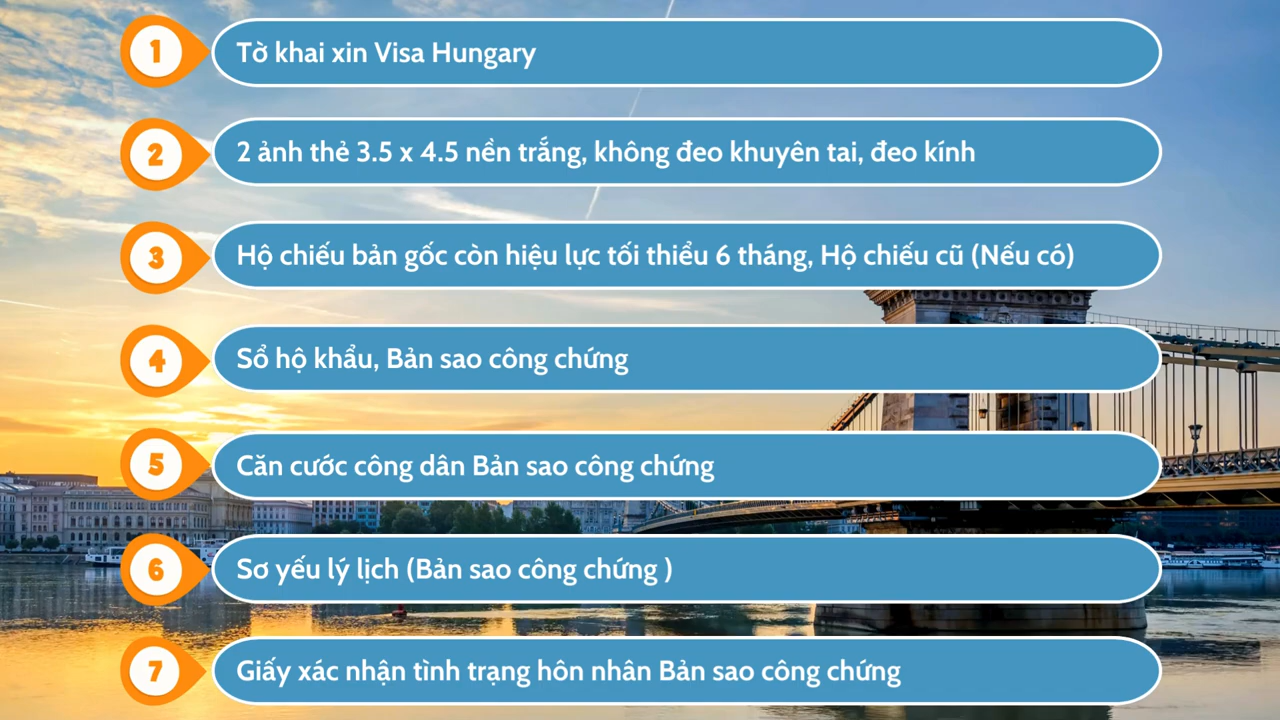 1
Tờ khai xin Visa Hungary
2
2 ảnh thẻ 3.5 x 4.5 nền trắng, không đeo khuyên tai, đeo kính
3
Hộ chiếu bản gốc còn hiệu lực tối thiểu 6 tháng, Hộ chiếu cũ (Nếu có)
4
Sổ hộ khẩu, Bản sao công chứng
5
Căn cước công dân Bản sao công chứng
6
Sơ yếu lý lịch (Bản sao công chứng )
7
Giấy xác nhận tình trạng hôn nhân Bản sao công chứng